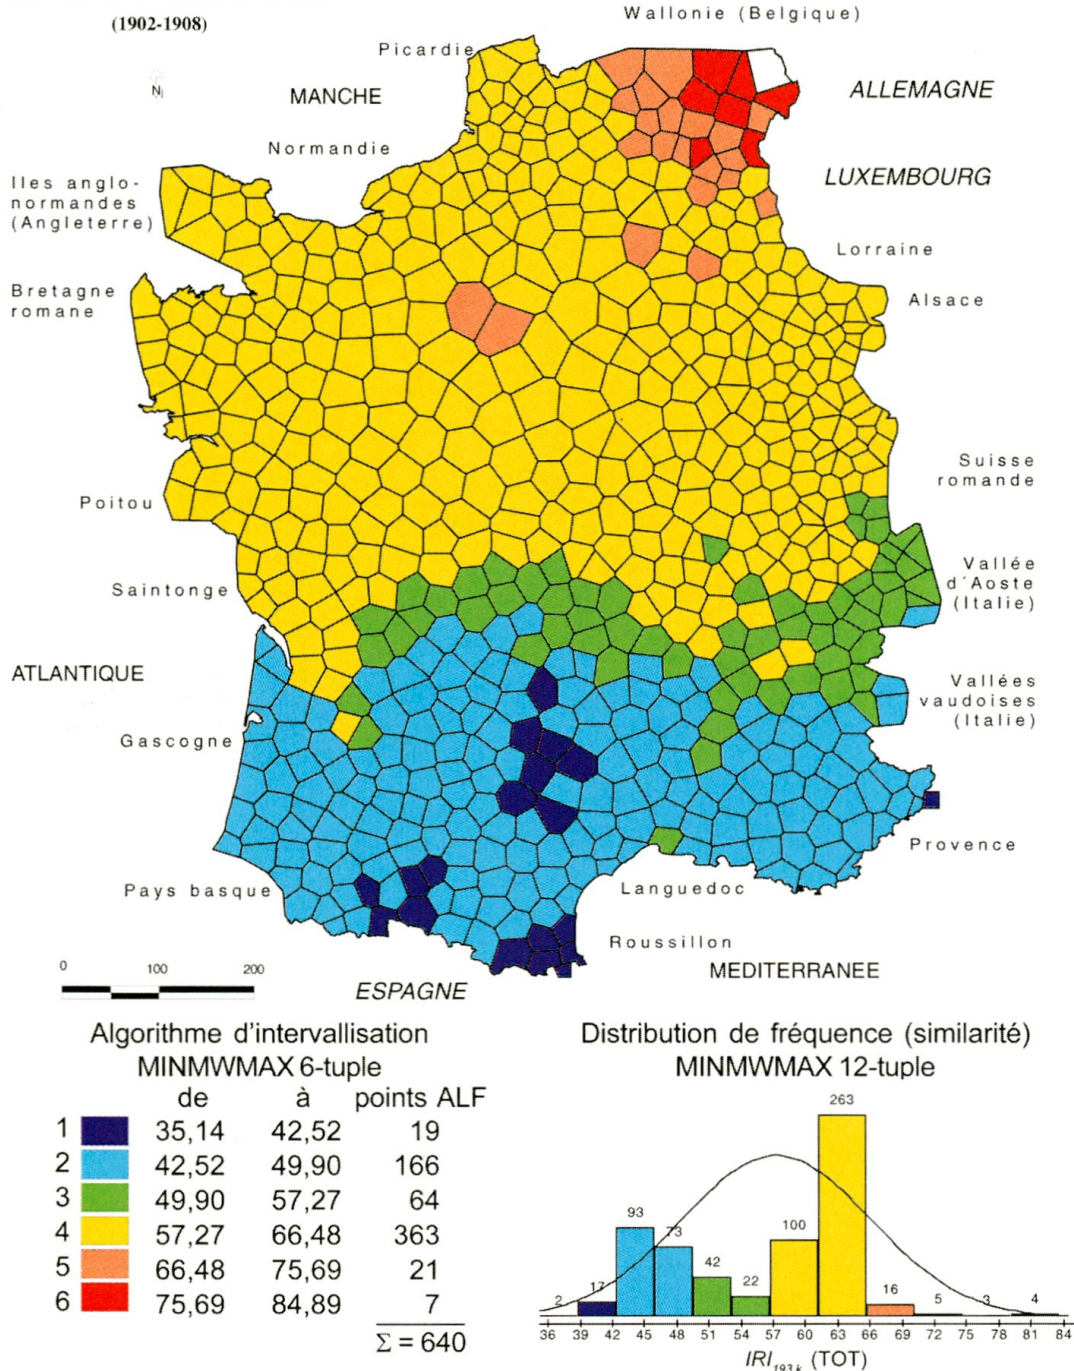 Wallonie (Belgique)
(1902-1908)
Picardie
N
MANCHE
ALLEMAGNE
Normandie
Iles anglo-
normandes
(Angleterre)
LUXEMBOURG
Lorraine
Bretagne
romane
Alsace
Suisse
romande
Poitou
Saintonge
Vallée
d´Aoste
(Italie)
ATLANTIQUE
Vallées
vaudoises
(Italie)
Gascogne
Provence
Pays basque
Languedoc
Roussillon
MEDITERRANEE
0 100 200
ESPAGNE
Algorithme d'intervallisation
MINMWMAX 6-tuple
de à points ALF
1 35,14 42,52 19
2 42,52 49,90 166
3 49,90 57,27 64
4 57,27 66,48 363
5 66,48 75,69 21
6 75,69 84,89 7
Σ = 640
Distribution de fréquence (similarité)
MINMWMAX 12-tuple
2 17 93 73 42 22 100 263 16 5 3 4
36 39 42 45 48 51 54 57 60 63 66 69 72 75 78 81 84
IRI193,k (TOT)